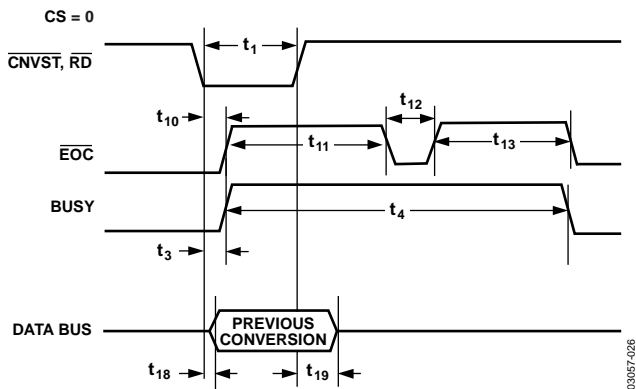 CS = 0
CNVST, RD
t1
t10
t12
EOC
t11
t13
BUSY
t4
t3
DATA BUS
PREVIOUS
CONVERSION
t18
t19
03057-026